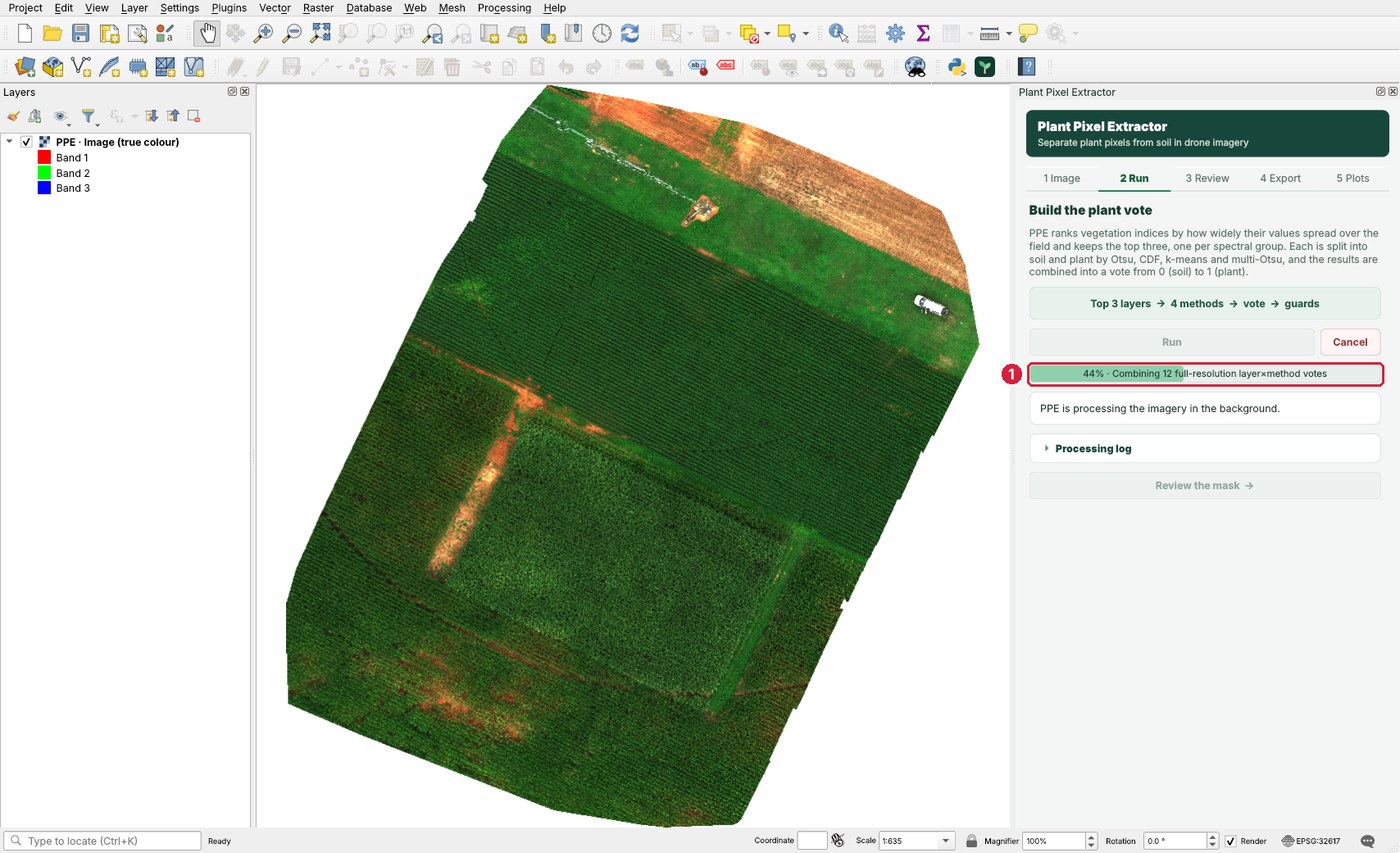 Project Edit View Layer Settings Plugins Vector Raster Database Web Mesh Processing Help
Layers
PPE · Image (true colour)
Band 1
Band 2
Band 3
Plant Pixel Extractor
Plant Pixel Extractor
Separate plant pixels from soil in drone imagery
1 Image 2 Run 3 Review 4 Export 5 Plots
Build the plant vote
PPE ranks vegetation indices by how widely their values spread over the
field and keeps the top three, one per spectral group. Each is split into
soil and plant by Otsu, CDF, k-means and multi-Otsu, and the results are
combined into a vote from 0 (soil) to 1 (plant).
Top 3 layers → 4 methods → vote → guards
Run Cancel
1 44% · Combining 12 full-resolution layer×method votes
PPE is processing the imagery in the background.
Processing log
Review the mask →
Type to locate (Ctrl+K) Ready Coordinate Scale 1:635 Magnifier 100% Rotation 0.0 ° Render EPSG:32617